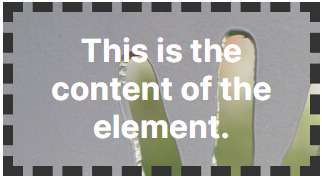 This is the
content of the
element.